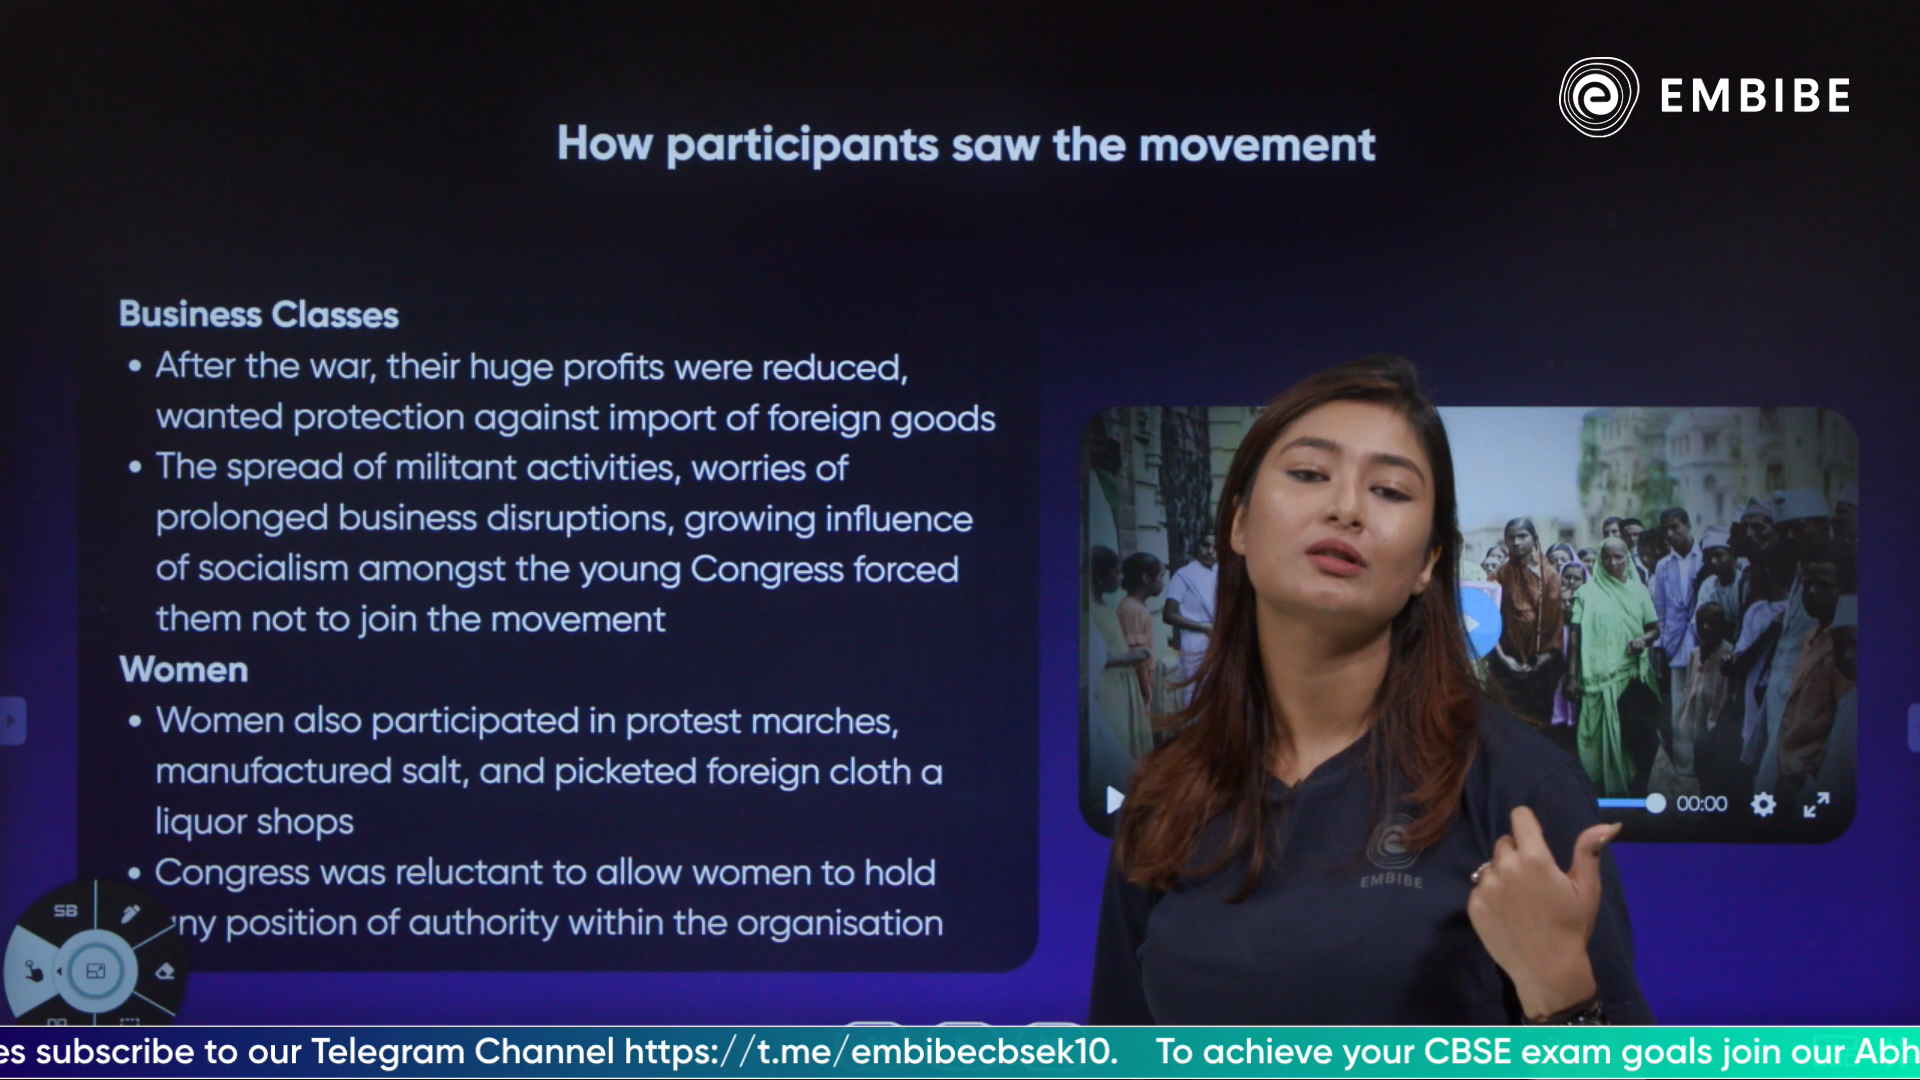 EMBIBE
How participants saw the movement
Business Classes
• After the war, their huge profits were reduced,
wanted protection against import of foreign goods
• The spread of militant activities, worries of
prolonged business disruptions, growing influence
of socialism amongst the young Congress forced
them not to join the movement
Women
• Women also participated in protest marches,
manufactured salt, and picketed foreign cloth a
liquor shops
• Congress was reluctant to allow women to hold
ny position of authority within the organisation
00:00
EMBIBE
SB
es subscribe to our Telegram Channel https://t.me/embibecbsek10. To achieve your CBSE exam goals join our Abh